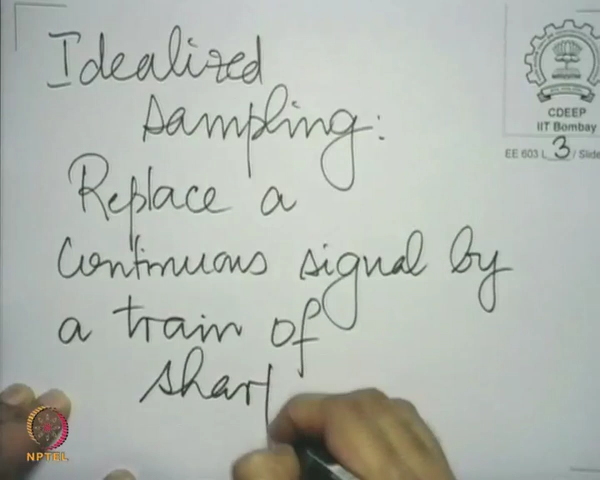 Idealized
sampling:
Replace a
continuous signal by
a train of
shar
CDEEP
IIT Bombay
EE 603 L 3 / Slide
NPTEL